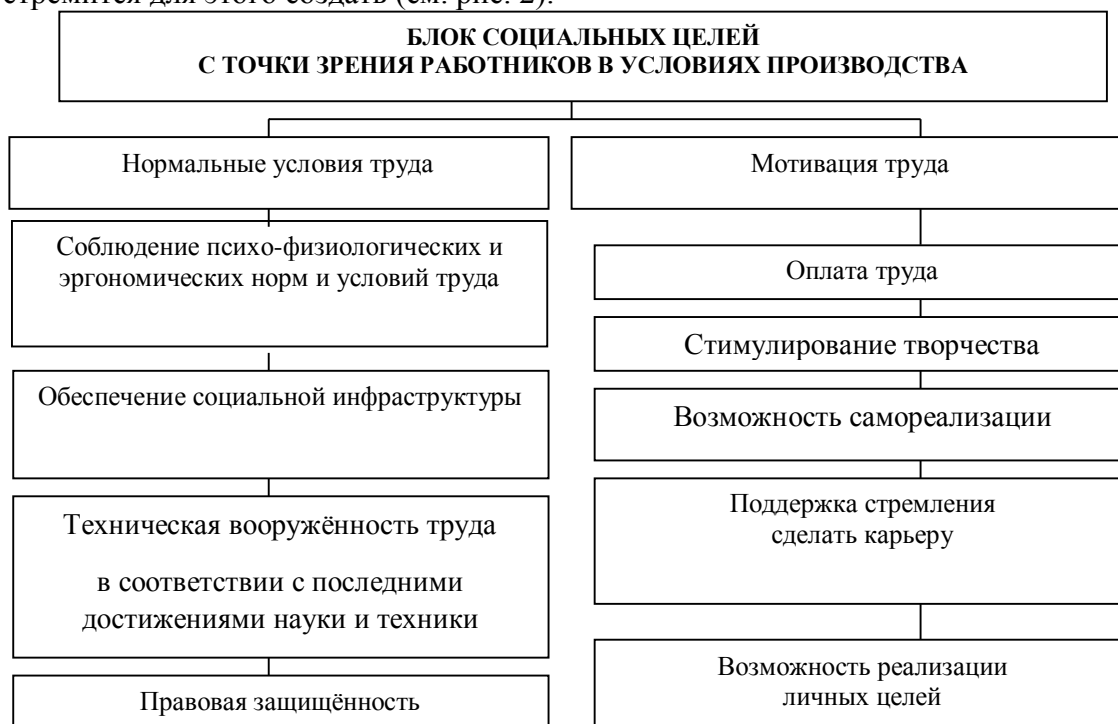 стремится для этого создать (см. рис. 2).
БЛОК СОЦИАЛЬНЫХ ЦЕЛЕЙ
С ТОЧКИ ЗРЕНИЯ РАБОТНИКОВ В УСЛОВИЯХ ПРОИЗВОДСТВА
Нормальные условия труда
Соблюдение психо-физиологических и
эргономических норм и условий труда
Обеспечение социальной инфраструктуры
Техническая вооружённость труда
в соответствии с последними
достижениями науки и техники
Правовая защищённость
Мотивация труда
Оплата труда
Стимулирование творчества
Возможность самореализации
Поддержка стремления
сделать карьеру
Возможность реализации
личных целей